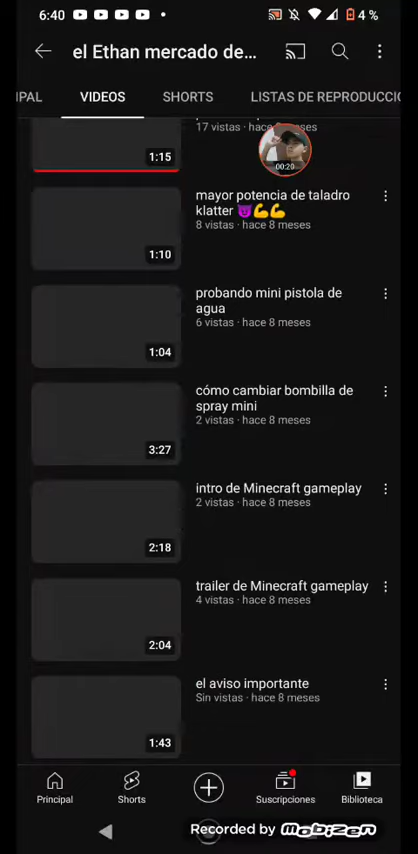 6:40
4 %
el Ethan mercado de...
IPAL
VIDEOS
SHORTS
LISTAS DE REPRODUCCIO
17 vistas · hace 8 meses
1:15
00:20
mayor potencia de taladro
klatter 😈💪💪
8 vistas · hace 8 meses
1:10
probando mini pistola de
agua
6 vistas · hace 8 meses
1:04
cómo cambiar bombilla de
spray mini
2 vistas · hace 8 meses
3:27
intro de Minecraft gameplay
2 vistas · hace 8 meses
2:18
trailer de Minecraft gameplay
4 vistas · hace 8 meses
2:04
el aviso importante
Sin vistas · hace 8 meses
1:43
Principal
Shorts
Suscripciones
Biblioteca
Recorded by mobizen